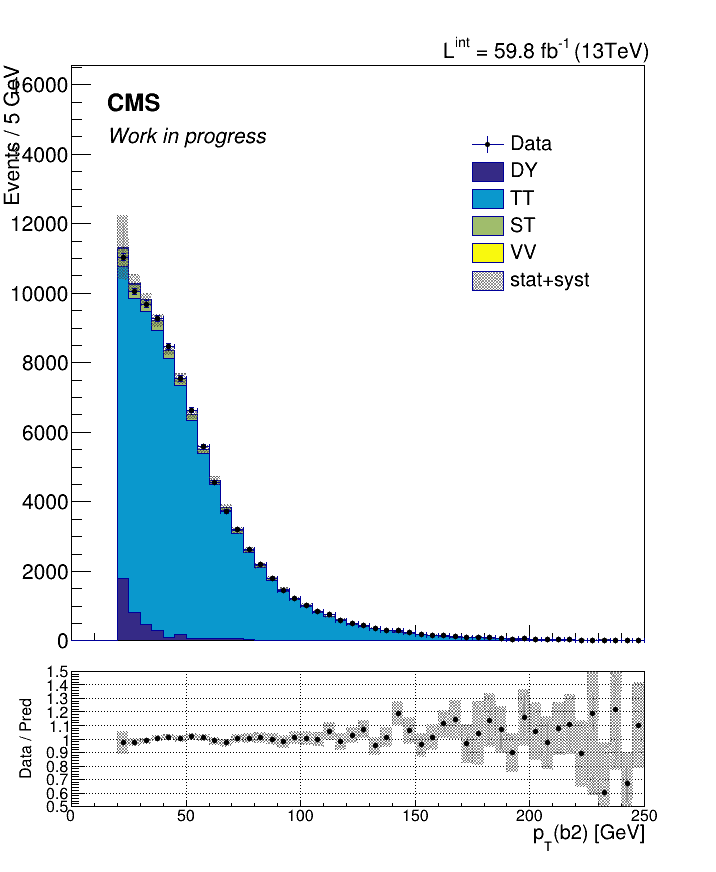 L^int = 59.8 fb^-1 (13TeV)
Events / 5 GeV
16000
14000
12000
10000
8000
6000
4000
2000
0
CMS
Work in progress
Data
DY
TT
ST
VV
stat+syst
Data / Pred
1.5
1.4
1.3
1.2
1.1
1
0.9
0.8
0.7
0.6
0.5
0 50 100 150 200 250
p_T(b2) [GeV]